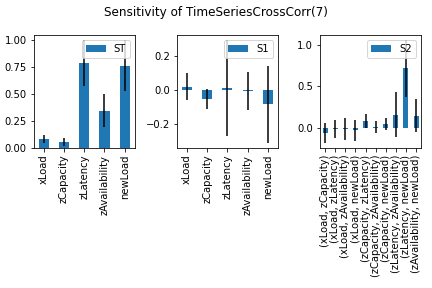 Sensitivity of TimeSeriesCrossCorr(7)
ST
1.00
0.75
0.50
0.25
0.00
xLoad
zCapacity
zLatency
zAvailability
newLoad
S1
0.2
0.0
−0.2
xLoad
zCapacity
zLatency
zAvailability
newLoad
S2
1.0
0.5
0.0
(xLoad, zCapacity)
(xLoad, zLatency)
(xLoad, zAvailability)
(xLoad, newLoad)
(zCapacity, zLatency)
(zCapacity, zAvailability)
(zCapacity, newLoad)
(zLatency, zAvailability)
(zLatency, newLoad)
(zAvailability, newLoad)